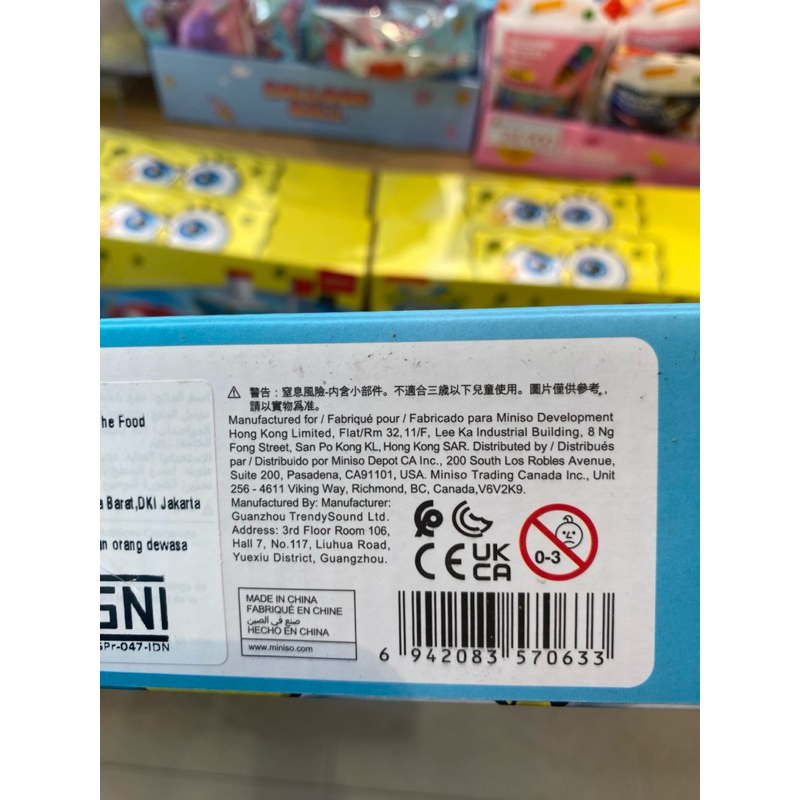 警告：窒息風險-内含小部件。不適合三歲以下兒童使用。圖片僅供參考，
請以實物爲准。
Manufactured for / Fabriqué pour / Fabricado para Miniso Development
Hong Kong Limited, Flat/Rm 32,11/F, Lee Ka Industrial Building, 8 Ng
Fong Street, San Po Kong KL, Hong Kong SAR. Distributed by / Distribués
par / Distribuido por Miniso Depot CA Inc., 200 South Los Robles Avenue,
Suite 200, Pasadena, CA91101, USA. Miniso Trading Canada Inc., Unit
256 - 4611 Viking Way, Richmond, BC, Canada,V6V2K9.
Manufactured By: Manufacturer:
Guanzhou TrendySound Ltd.
Address: 3rd Floor Room 106,
Hall 7, No.117, Liuhua Road,
Yuexiu District, Guangzhou.
CE
UK
CA
0-3
MADE IN CHINA
FABRIQUÉ EN CHINE
صنع في الصين
HECHO EN CHINA
www.miniso.com
6 942083 570633
he Food
a Barat,DKI Jakarta
an orang dewasa
SNI
SPr-047-IDN